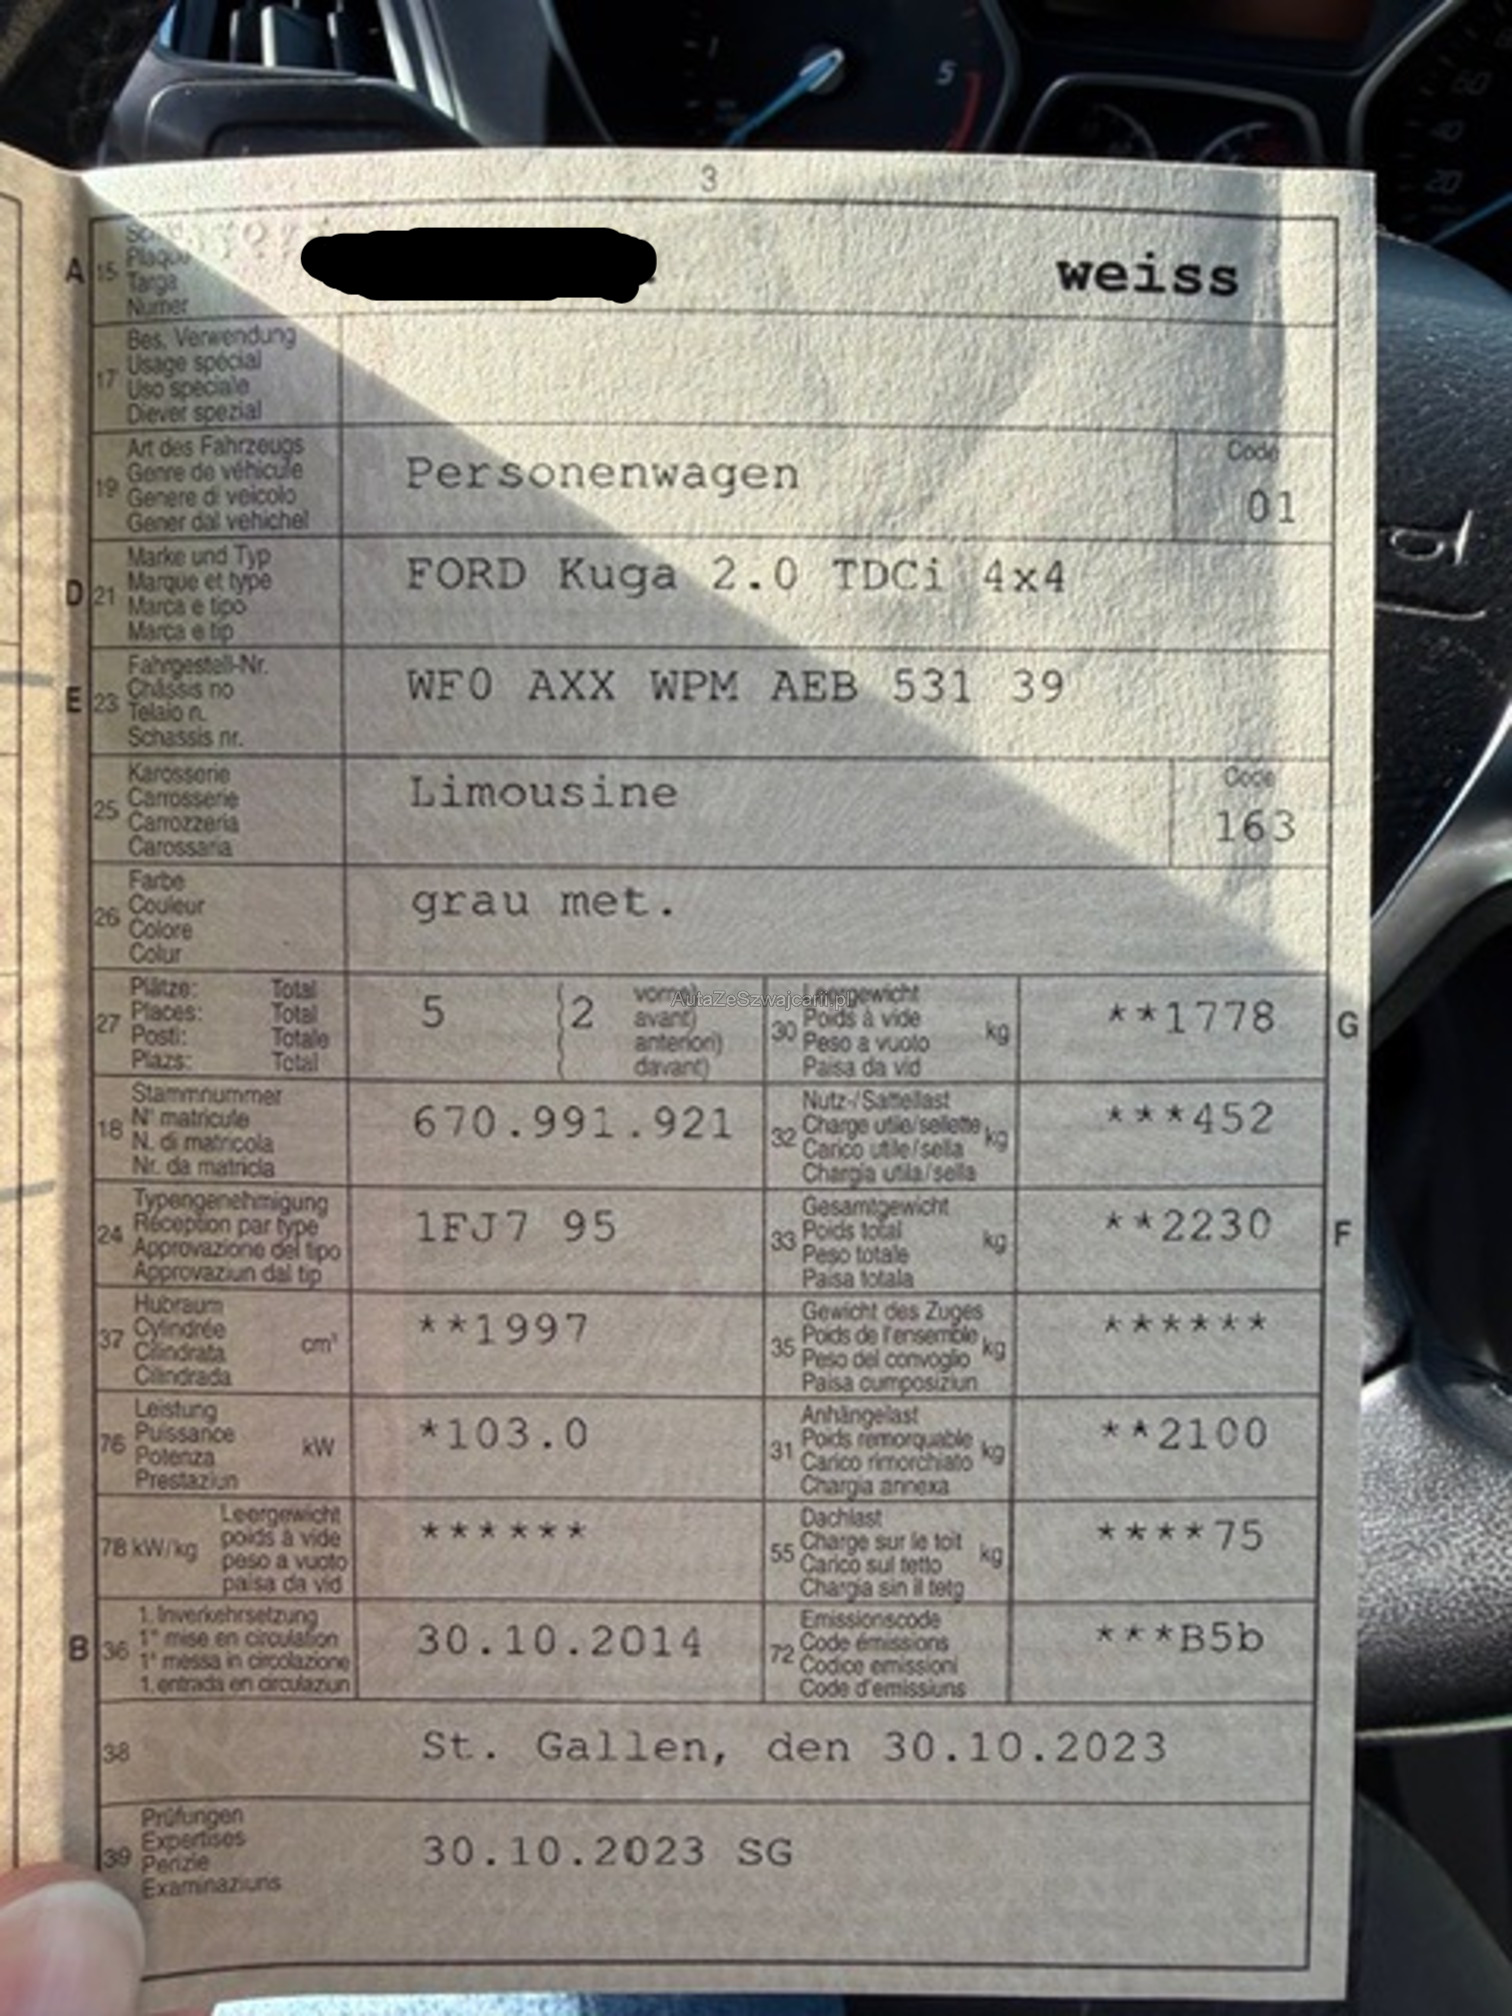 3
A 15 Plaque weiss
Targa
Numer
Bes. Verwendung
17 Usage spécial
Uso speciale
Diever spezial
Art des Fahrzeugs Code
19 Genre de véhicule Personenwagen 01
Genere di veicolo
Gener dal vehichel
Marke und Typ
D 21 Marque et type FORD Kuga 2.0 TDCi 4x4
Marca e tipo
Marca e tip
Fahrgestell-Nr.
E 23 Châssis no WF0 AXX WPM AEB 531 39
Telaio n.
Schassis nr.
Karosserie Code
25 Carrosserie Limousine 163
Carrozzeria
Carossaria
Farbe
26 Couleur grau met.
Colore
Colur
Plätze: Total vorne) Leergewicht
27 Places: Total 5 2 avant) 30 Poids à vide kg **1778 G
Posti: Totale anteriori) Peso a vuoto
Plazs: Total davant) Paisa da vid
AutaZeSzwajcarii.pl
Stammnummer Nutz-/Sattellast
18 N° matricule 670.991.921 32 Charge utile/sellette kg ***452
N. di matricola Carico utile/sella
Nr. da matricla Chargia utila/sella
Typengenehmigung Gesamtgewicht
24 Réception par type 1FJ7 95 33 Poids total kg **2230 F
Approvazione del tipo Peso totale
Approvaziun dal tip Paisa totala
Hubraum Gewicht des Zuges
37 Cylindrée cm³ **1997 35 Poids de l'ensemble kg ******
Cilindrata Peso del convoglio
Cilindrada Paisa cumposiziun
Leistung Anhängelast
76 Puissance kW *103.0 31 Poids remorquable kg **2100
Potenza Carico rimorchiato
Prestaziun Chargia annexa
Leergewicht Dachlast
78 kW/kg poids à vide ****** 55 Charge sur le toit kg ****75
peso a vuoto Carico sul tetto
paisa da vid Chargia sin il tetg
1. Inverkehrsetzung Emissionscode
B 36 1° mise en circulation 30.10.2014 72 Code émissions ***B5b
1° messa in circolazione Codice emissioni
1. entrada en circulaziun Code d'emissiuns
38 St. Gallen, den 30.10.2023
Prüfungen
39 Expertises 30.10.2023 SG
Perizie
Examinaziuns
5
60
40
20